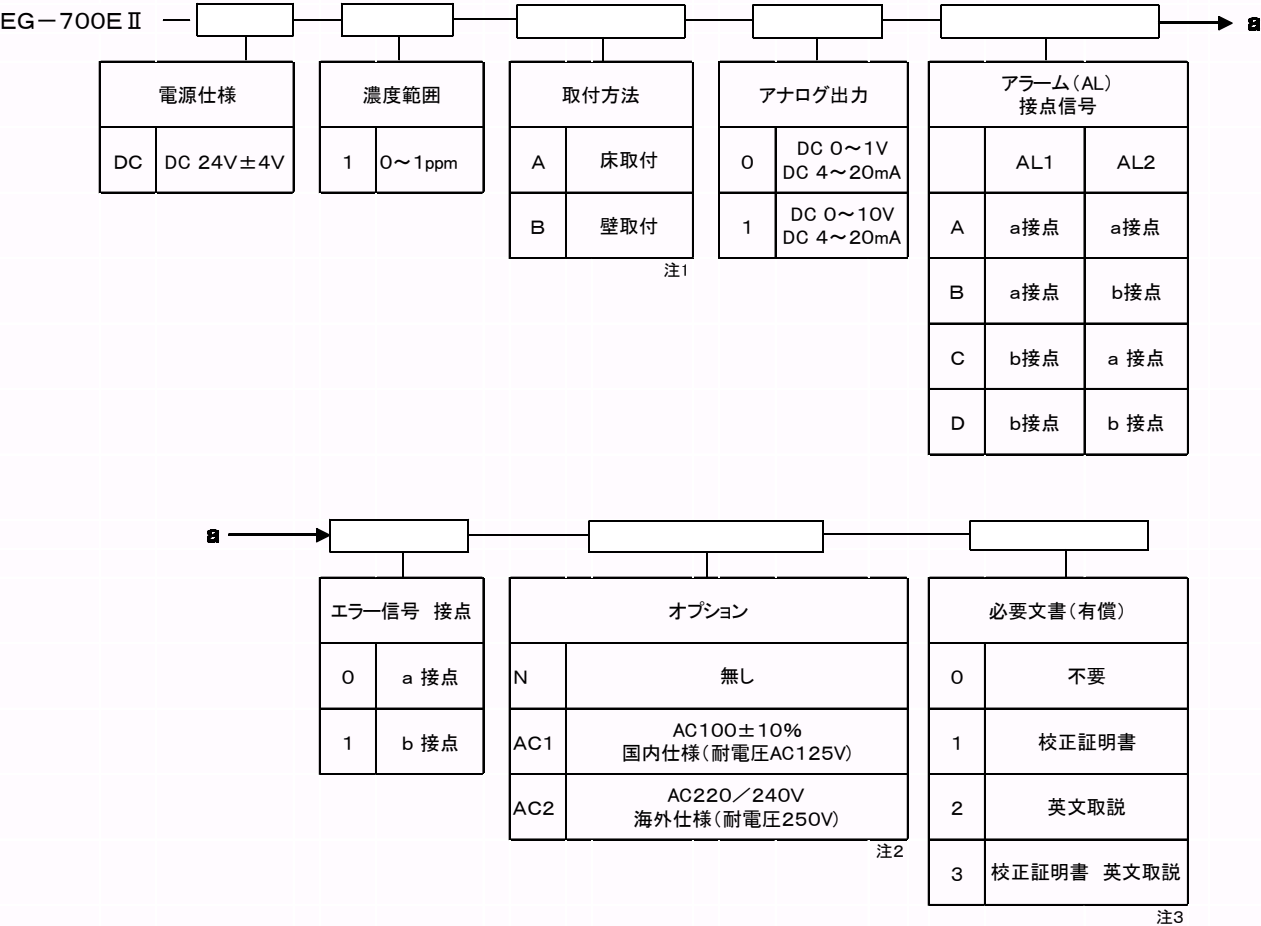 EG-700EⅡ
a
電源仕様
DC DC 24V±4V
濃度範囲
1 0～1ppm
取付方法
A 床取付
B 壁取付
注1
アナログ出力
0 DC 0～1V
DC 4～20mA
1 DC 0～10V
DC 4～20mA
アラーム(AL)
接点信号
AL1 AL2
A a接点 a接点
B a接点 b接点
C b接点 a 接点
D b接点 b 接点
a
エラー信号 接点
0 a 接点
1 b 接点
オプション
N 無し
AC1 AC100±10%
国内仕様(耐電圧AC125V)
AC2 AC220／240V
海外仕様(耐電圧250V)
注2
必要文書(有償)
0 不要
1 校正証明書
2 英文取説
3 校正証明書 英文取説
注3